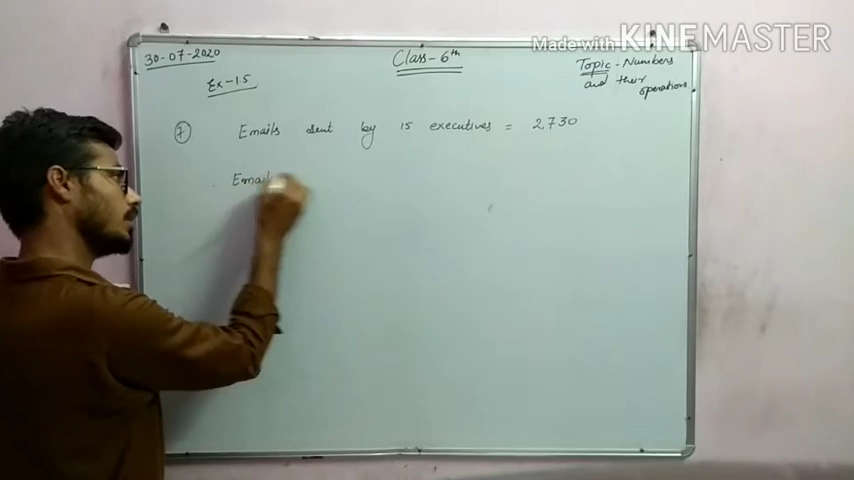 Made with KINEMASTER
30-07-2020
Class-6th
Topic - Numbers
and their
operations
Ex-1.5
7
Emails sent by 15 executives = 2,730
Email